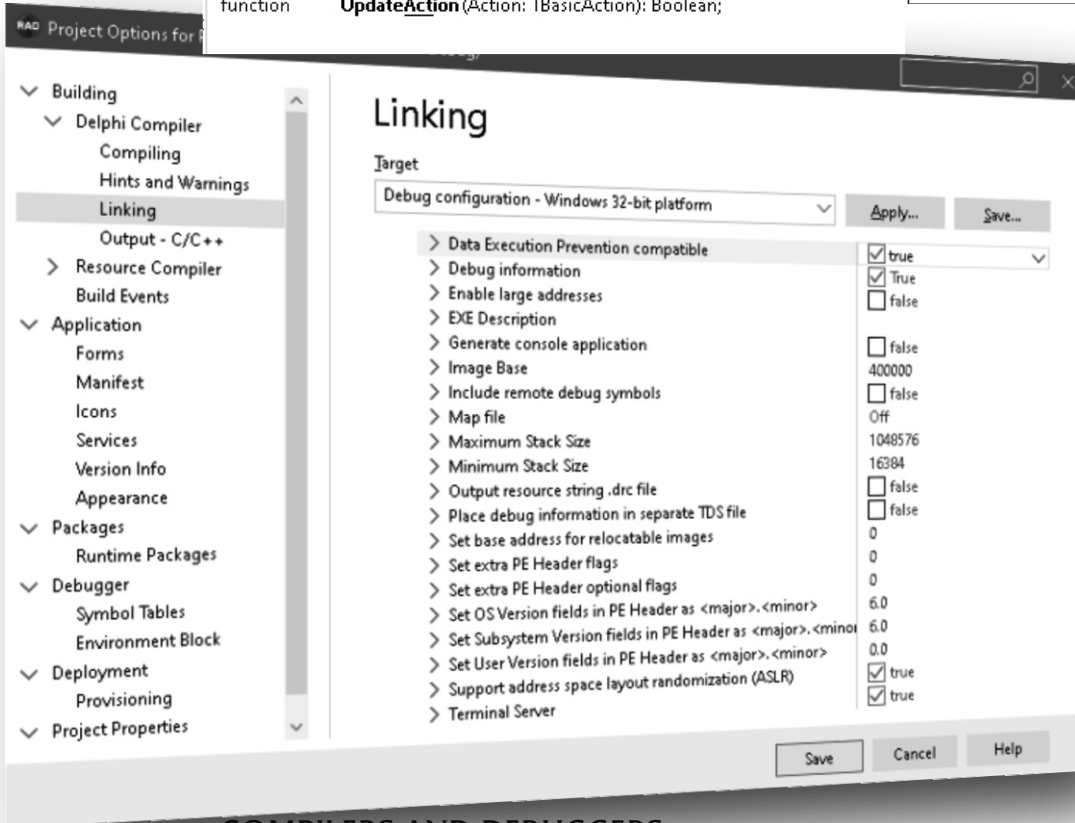 function UpdateAction (Action: TBasicAction): Boolean;
RAD Project Options for
Building
Delphi Compiler
Compiling
Hints and Warnings
Linking
Output - C/C++
Resource Compiler
Build Events
Application
Forms
Manifest
Icons
Services
Version Info
Appearance
Packages
Runtime Packages
Debugger
Symbol Tables
Environment Block
Deployment
Provisioning
Project Properties
Linking
Target
Debug configuration - Windows 32-bit platform
Apply...
Save...
Data Execution Prevention compatible true
Debug information True
Enable large addresses false
EXE Description
Generate console application false
Image Base 400000
Include remote debug symbols false
Map file Off
Maximum Stack Size 1048576
Minimum Stack Size 16384
Output resource string .drc file false
Place debug information in separate TDS file false
Set base address for relocatable images 0
Set extra PE Header flags 0
Set extra PE Header optional flags 0
Set OS Version fields in PE Header as <major>.<minor> 6.0
Set Subsystem Version fields in PE Header as <major>.<minor 6.0
Set User Version fields in PE Header as <major>.<minor> 0.0
Support address space layout randomization (ASLR) true
Terminal Server true
Save
Cancel
Help
COMPILERS AND DEBUGGERS